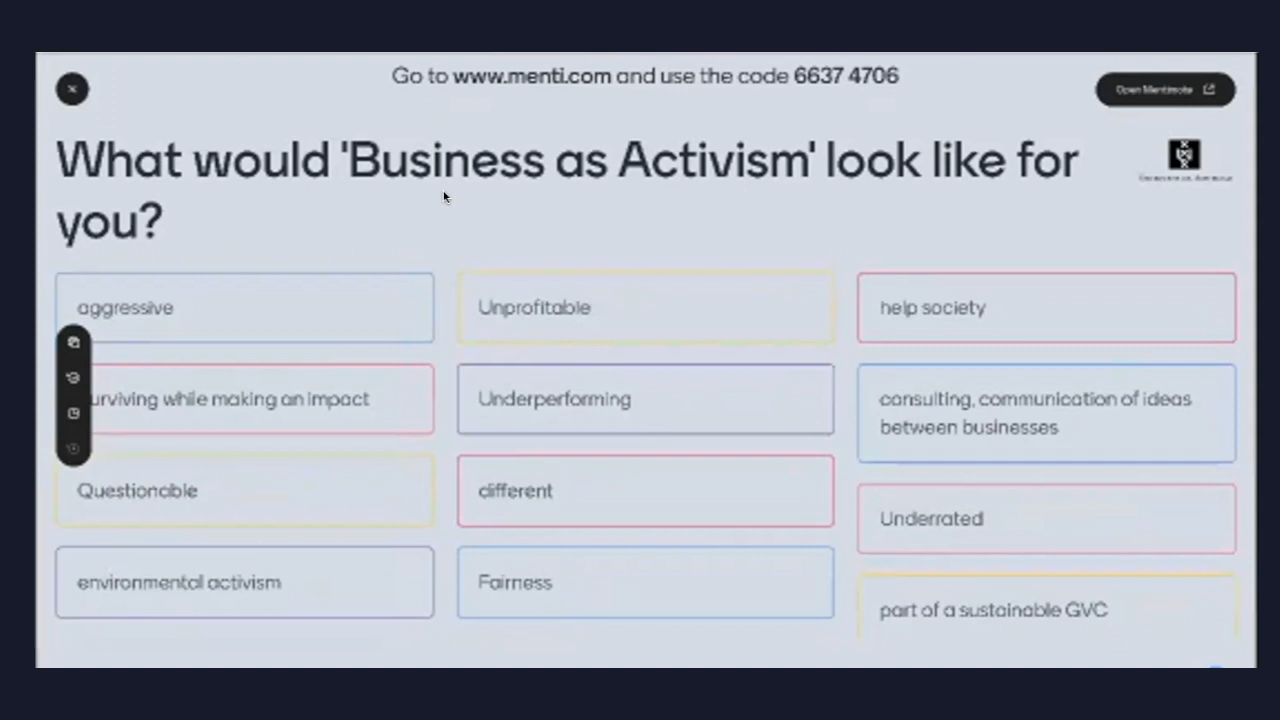 Go to www.menti.com and use the code 6637 4706
Open Mentimote
What would 'Business as Activism' look like for
you?
aggressive
Unprofitable
help society
urviving while making an impact
Underperforming
consulting, communication of ideas
between businesses
Questionable
different
Underrated
environmental activism
Fairness
part of a sustainable GVC